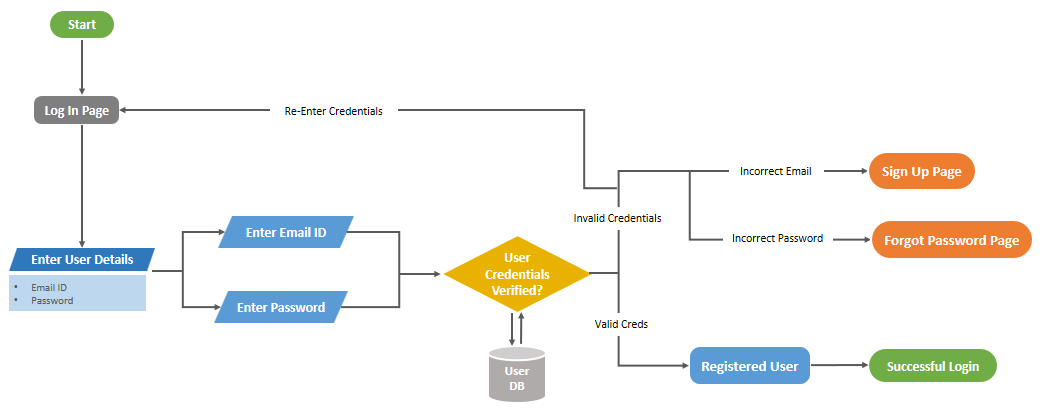 Start
Log In Page
Re-Enter Credentials
Incorrect Email
Sign Up Page
Invalid Credentials
Enter Email ID
Incorrect Password
Forgot Password Page
Enter User Details
• Email ID
• Password
User
Credentials
Verified?
Enter Password
Valid Creds
User
DB
Registered User
Successful Login